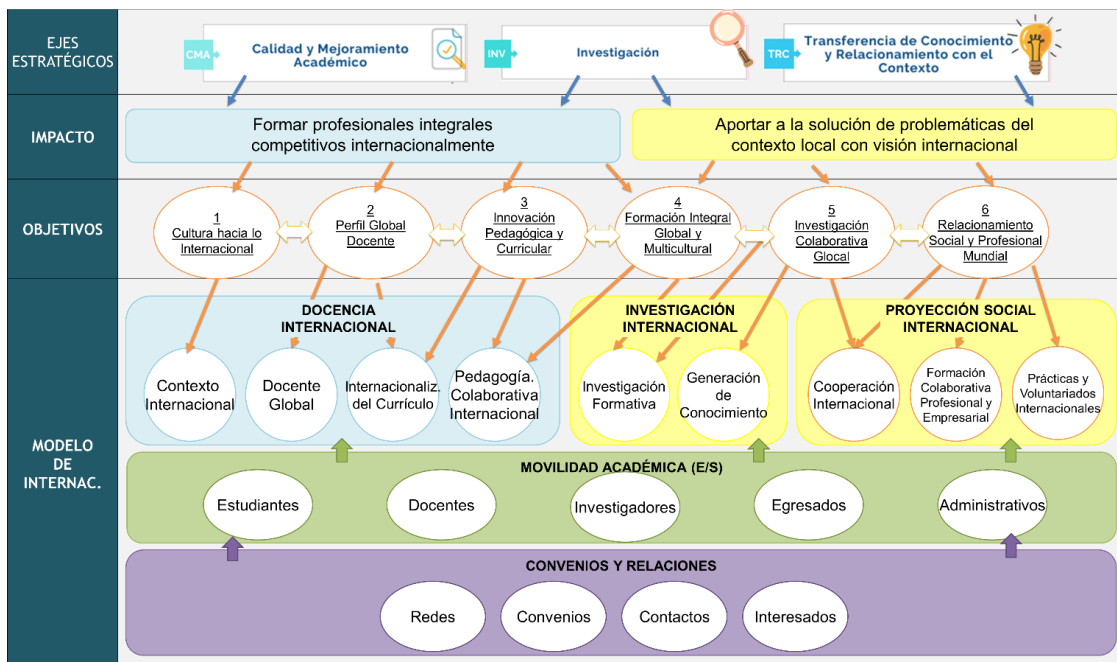 EJES
ESTRATÉGICOS
CMA
Calidad y Mejoramiento
Académico
INV
Investigación
TRC
Transferencia de Conocimiento
y Relacionamiento con el
Contexto
IMPACTO
Formar profesionales integrales
competitivos internacionalmente
Aportar a la solución de problemáticas del
contexto local con visión internacional
OBJETIVOS
1
Cultura hacia lo
Internacional
2
Perfil Global
Docente
3
Innovación
Pedagógica y
Curricular
4
Formación Integral
Global y
Multicultural
5
Investigación
Colaborativa
Glocal
6
Relacionamiento
Social y Profesional
Mundial
MODELO
DE
INTERNAC.
DOCENCIA
INTERNACIONAL
Contexto
Internacional
Docente
Global
Internacionaliz.
del Currículo
Pedagogía.
Colaborativa
Internacional
INVESTIGACIÓN
INTERNACIONAL
Investigación
Formativa
Generación
de
Conocimiento
PROYECCIÓN SOCIAL
INTERNACIONAL
Cooperación
Internacional
Formación
Colaborativa
Profesional y
Empresarial
Prácticas y
Voluntariados
Internacionales
MOVILIDAD ACADÉMICA (E/S)
Estudiantes
Docentes
Investigadores
Egresados
Administrativos
CONVENIOS Y RELACIONES
Redes
Convenios
Contactos
Interesados